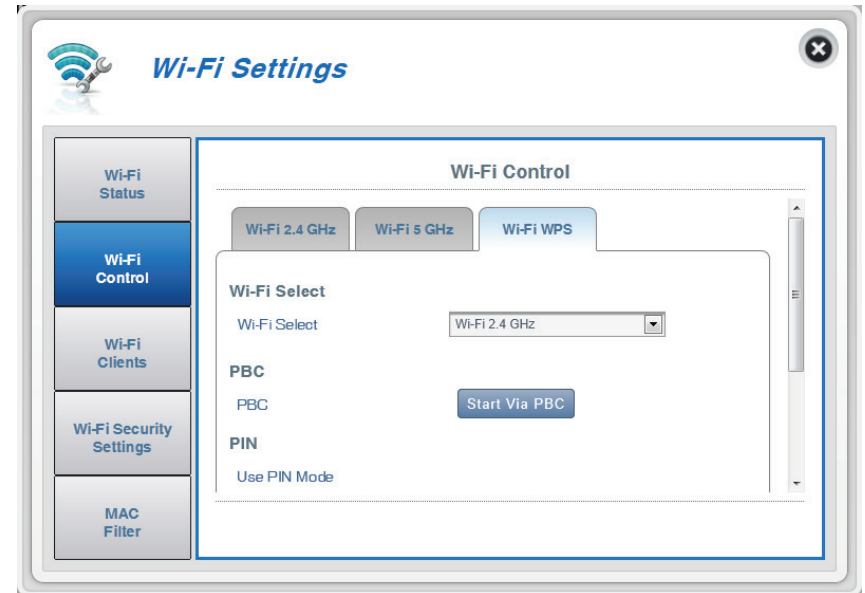 Wi-Fi Settings
Wi-Fi
Status
Wi-Fi
Control
Wi-Fi
Clients
Wi-Fi Security
Settings
MAC
Filter
Wi-Fi Control
Wi-Fi 2.4 GHz
Wi-Fi 5 GHz
Wi-Fi WPS
Wi-Fi Select
Wi-Fi Select
Wi-Fi 2.4 GHz
PBC
PBC
Start Via PBC
PIN
Use PIN Mode